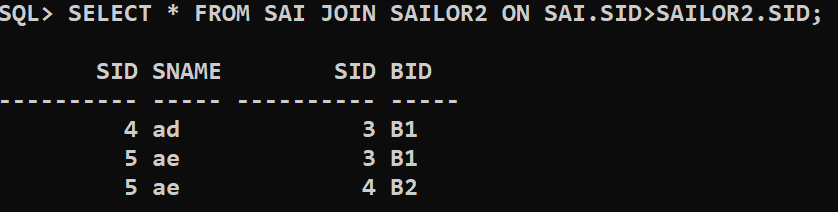 SQL> SELECT * FROM SAI JOIN SAILOR2 ON SAI.SID>SAILOR2.SID;
SID SNAME SID BID
---------- ----- ---------- -----
4 ad 3 B1
5 ae 3 B1
5 ae 4 B2